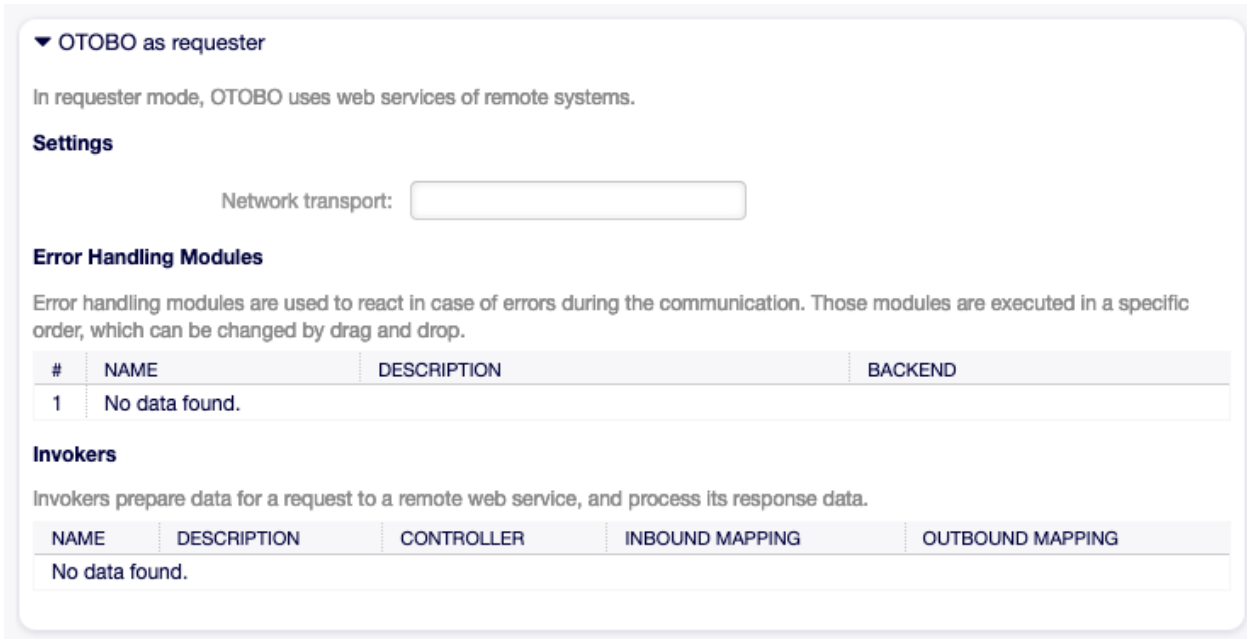 OTOBO as requester
In requester mode, OTOBO uses web services of remote systems.
Settings
Network transport:
Error Handling Modules
Error handling modules are used to react in case of errors during the communication. Those modules are executed in a specific
order, which can be changed by drag and drop.
# NAME DESCRIPTION BACKEND
1 No data found.
Invokers
Invokers prepare data for a request to a remote web service, and process its response data.
NAME DESCRIPTION CONTROLLER INBOUND MAPPING OUTBOUND MAPPING
No data found.